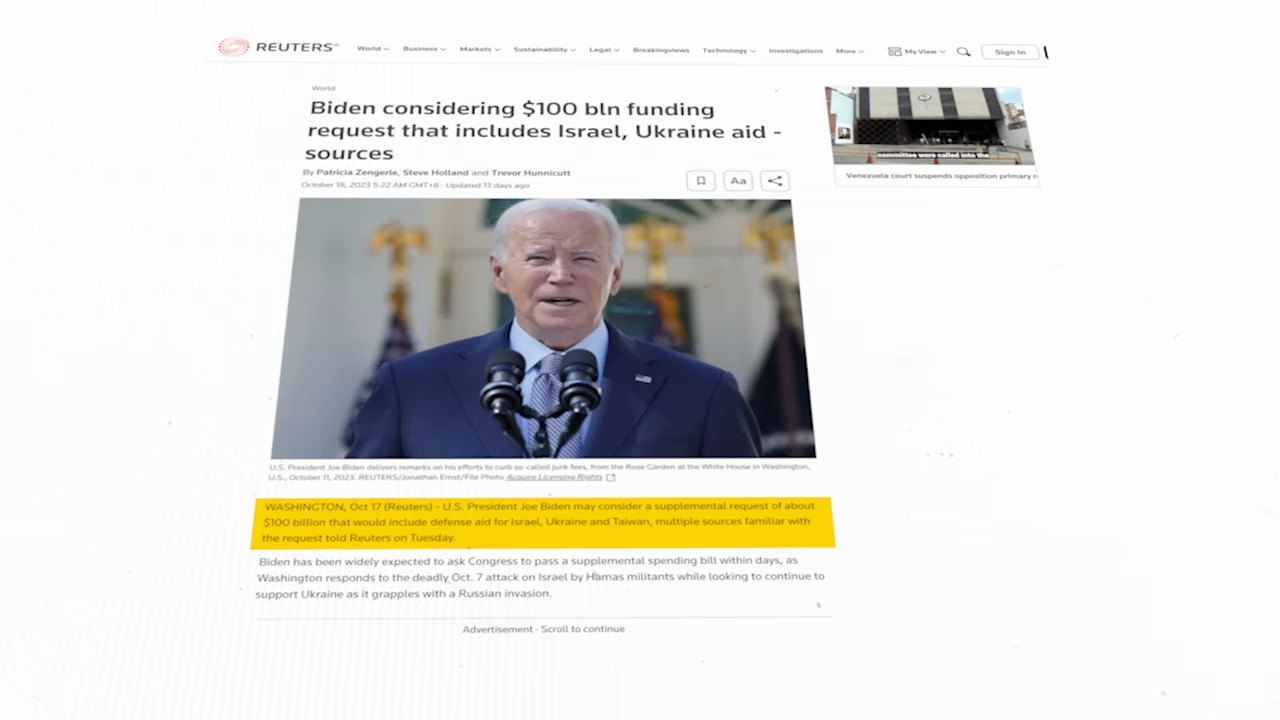 REUTERS®
World Business Markets Sustainability Legal Breakingviews Technology Investigations More My View Sign In
World
Biden considering $100 bln funding
request that includes Israel, Ukraine aid -
sources
By Patricia Zengerle, Steve Holland and Trevor Hunnicutt
October 18, 2023 5:22 AM GMT+8 · Updated 13 days ago
Aa
committee were called into the
Venezuela court suspends opposition primary r
U.S. President Joe Biden delivers remarks on his efforts to curb so-called junk fees, from the Rose Garden at the White House in Washington,
U.S., October 11, 2023. REUTERS/Jonathan Ernst/File Photo Acquire Licensing Rights
WASHINGTON, Oct 17 (Reuters) - U.S. President Joe Biden may consider a supplemental request of about
$100 billion that would include defense aid for Israel, Ukraine and Taiwan, multiple sources familiar with
the request told Reuters on Tuesday.
Biden has been widely expected to ask Congress to pass a supplemental spending bill within days, as
Washington responds to the deadly Oct. 7 attack on Israel by Hamas militants while looking to continue to
support Ukraine as it grapples with a Russian invasion.
Advertisement · Scroll to continue